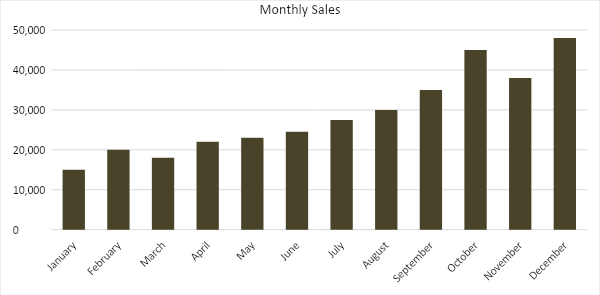 Monthly Sales
50,000
40,000
30,000
20,000
10,000
0
January
February
March
April
May
June
July
August
September
October
November
December